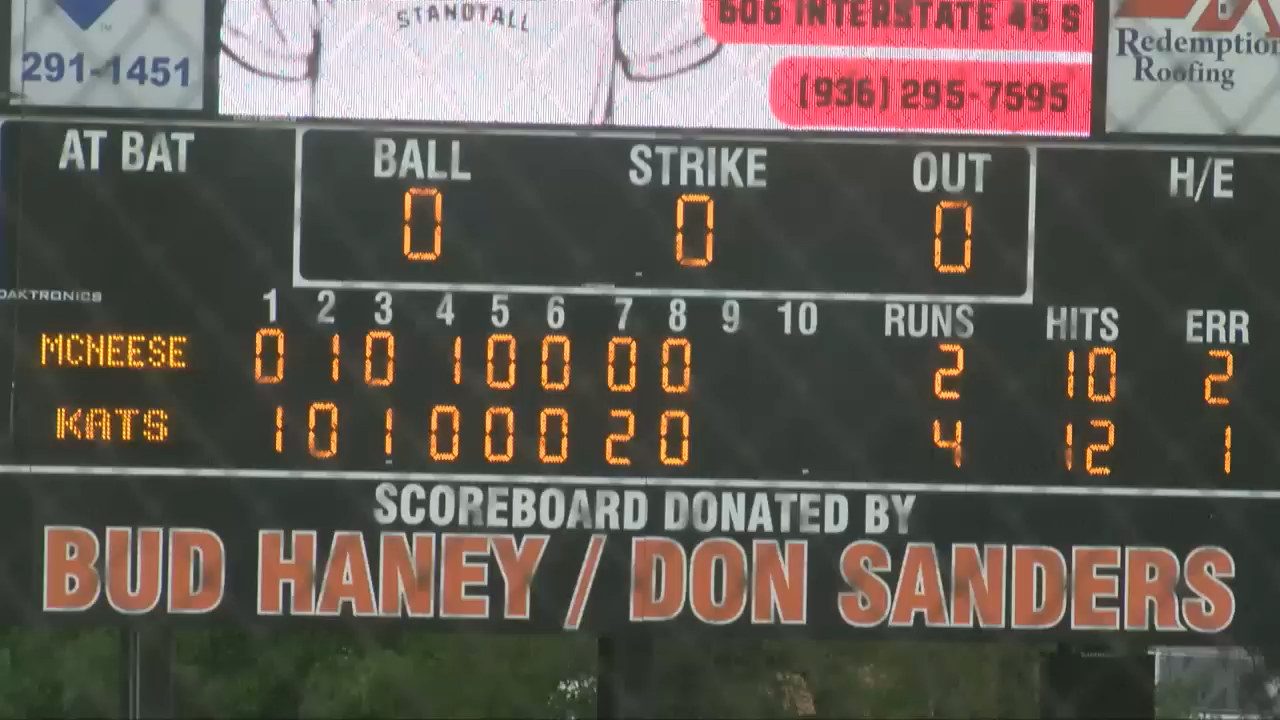 291-1451
STANDTALL
606 INTERSTATE 45 S
(936) 295-7595
Redemption
Roofing
AT BAT BALL STRIKE OUT H/E
0 0 0
DAKTRONICS
1 2 3 4 5 6 7 8 9 10 RUNS HITS ERR
MCNEESE 0 1 0 1 0 0 0 0 2 10 2
KATS 1 0 1 0 0 0 2 0 4 12 1
SCOREBOARD DONATED BY
BUD HANEY / DON SANDERS